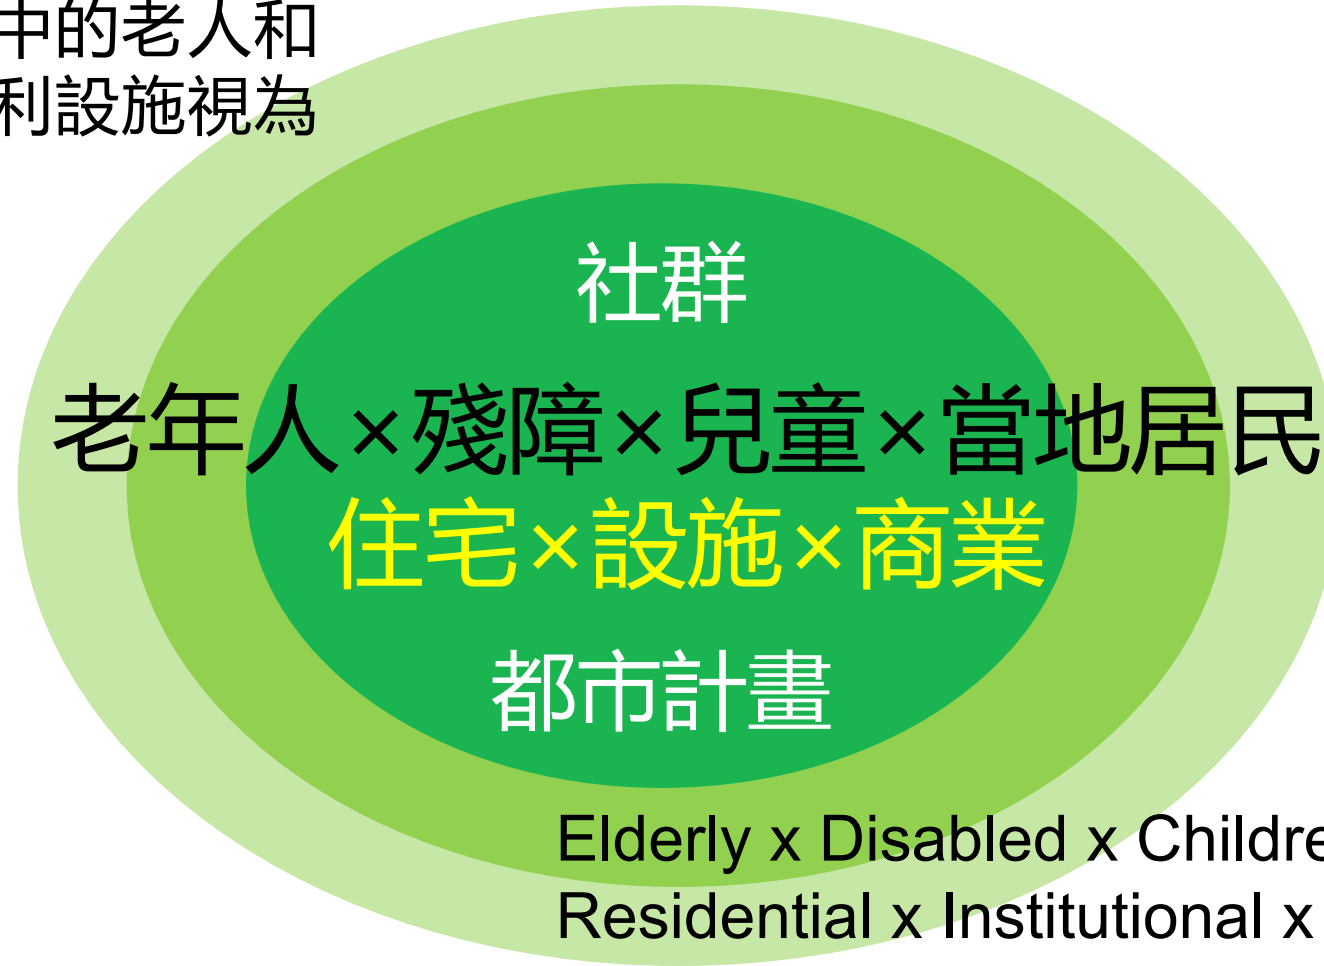 中的老人和
利設施視為
社群
老年人×殘障×兒童×當地居民
住宅×設施×商業
都市計畫
Elderly x Disabled x Childre
Residential x Institutional x